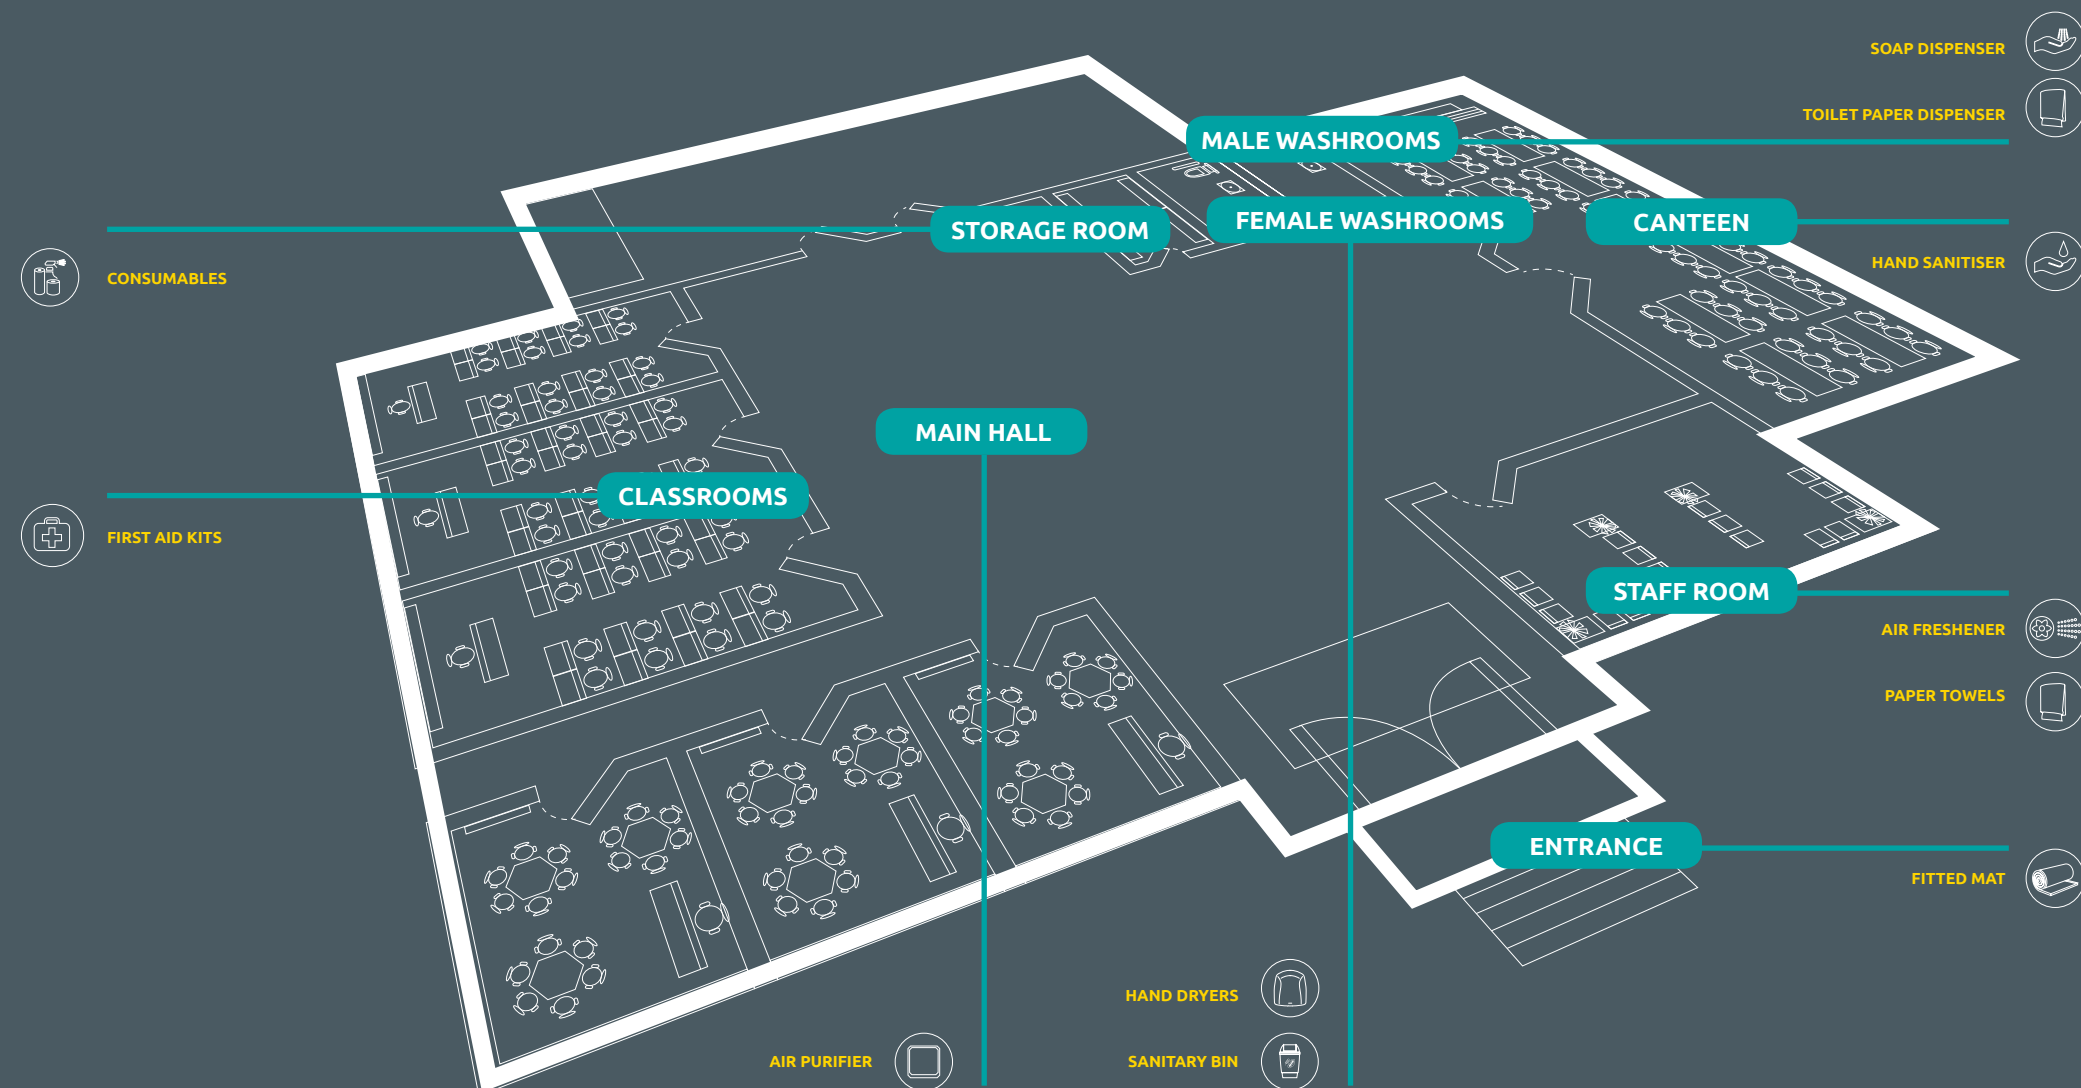 SOAP DISPENSER
TOILET PAPER DISPENSER
MALE WASHROOMS
STORAGE ROOM
FEMALE WASHROOMS
CANTEEN
HAND SANITISER
CONSUMABLES
MAIN HALL
CLASSROOMS
FIRST AID KITS
STAFF ROOM
AIR FRESHENER
PAPER TOWELS
ENTRANCE
FITTED MAT
HAND DRYERS
AIR PURIFIER
SANITARY BIN